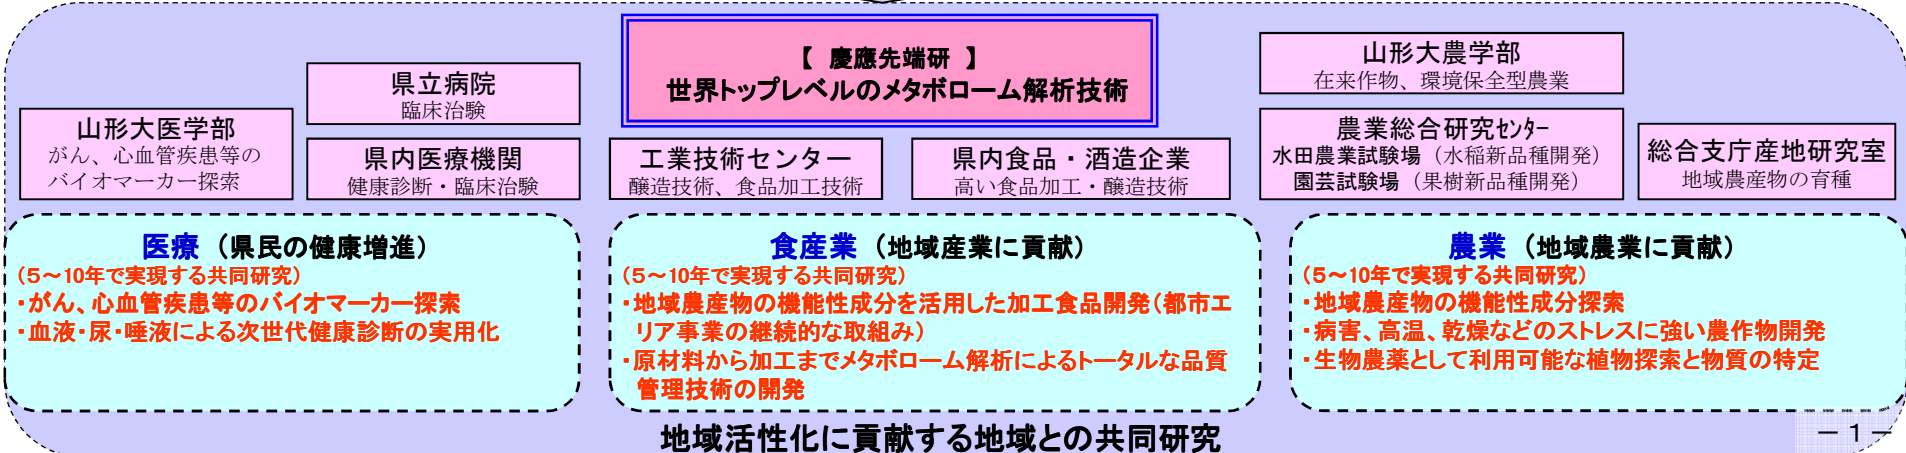 【 慶應先端研 】
世界トップレベルのメタボローム解析技術
県立病院
臨床治験
山形大医学部
がん、心血管疾患等の
バイオマーカー探索
県内医療機関
健康診断・臨床治験
工業技術センター
醸造技術、食品加工技術
県内食品・酒造企業
高い食品加工・醸造技術
山形大農学部
在来作物、環境保全型農業
農業総合研究ｾﾝﾀｰ
水田農業試験場（水稲新品種開発）
園芸試験場（果樹新品種開発）
総合支庁産地研究室
地域農産物の育種
医療（県民の健康増進）
(５～10年で実現する共同研究)
・がん、心血管疾患等のバイオマーカー探索
・血液・尿・唾液による次世代健康診断の実用化
食産業（地域産業に貢献）
(５～10年で実現する共同研究)
・地域農産物の機能性成分を活用した加工食品開発(都市エ
リア事業の継続的な取組み)
・原材料から加工までメタボローム解析によるトータルな品質
管理技術の開発
農業（地域農業に貢献）
(５～10年で実現する共同研究)
・地域農産物の機能性成分探索
・病害、高温、乾燥などのストレスに強い農作物開発
・生物農薬として利用可能な植物探索と物質の特定
地域活性化に貢献する地域との共同研究
－１－